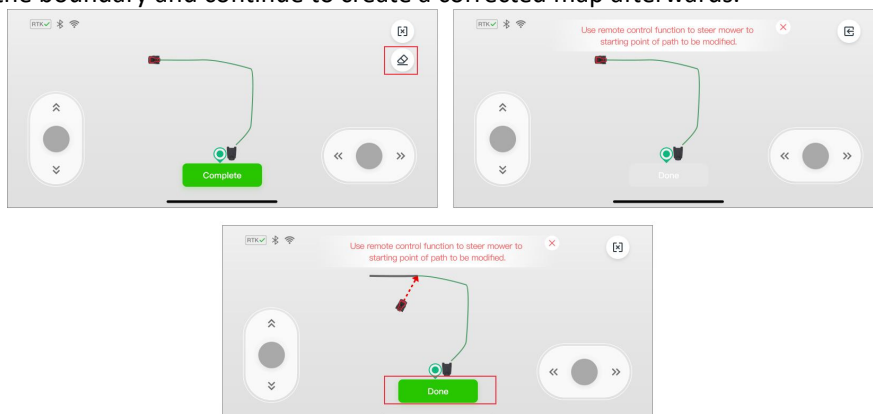 the boundary and continue to create a corrected map afterwards.
RTK
Complete
RTK
Use remote control function to steer mower to
starting point of path to be modified.
Done
RTK
Use remote control function to steer mower to
starting point of path to be modified.
Done